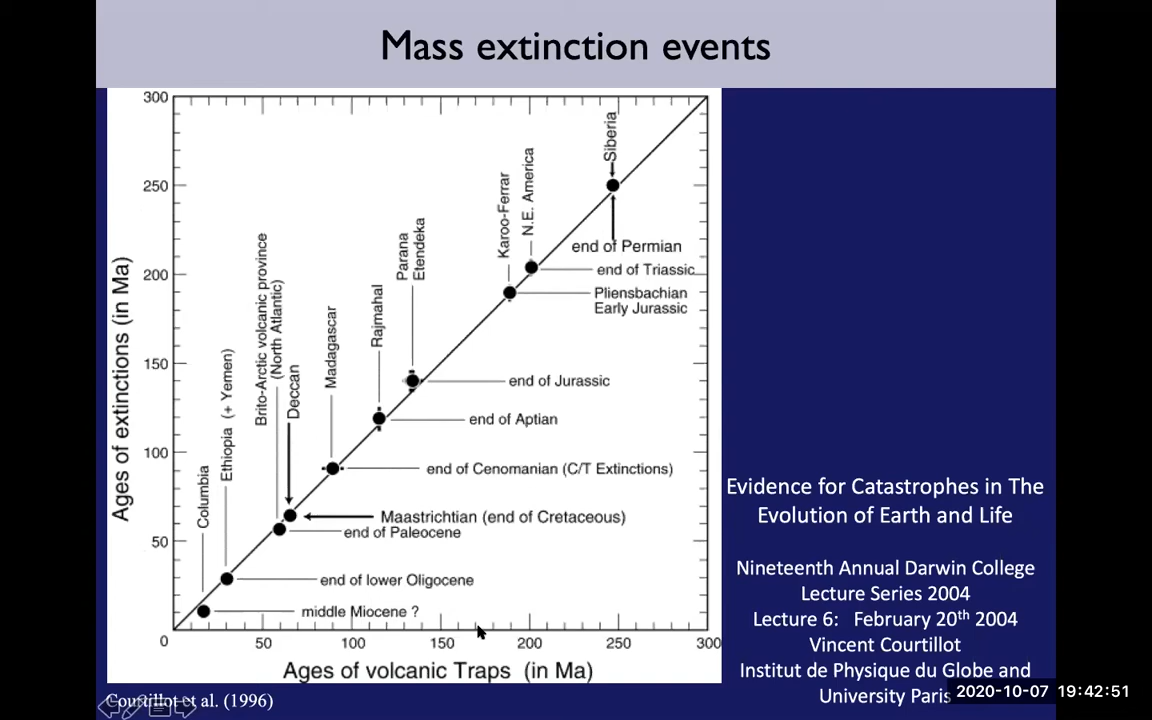 Mass extinction events
300
250
200
150
100
50
0
50
100
150
200
250
300
Ages of extinctions (in Ma)
Ages of volcanic Traps (in Ma)
Columbia
Ethiopia (+ Yemen)
Brito-Arctic volcanic province
(North Atlantic)
Deccan
Madagascar
Rajmahal
Parana
Etendeka
Karoo-Ferrar
N.E. America
Siberia
end of Permian
end of Triassic
Pliensbachian
Early Jurassic
end of Jurassic
end of Aptian
end of Cenomanian (C/T Extinctions)
Maastrichtian (end of Cretaceous)
end of Paleocene
end of lower Oligocene
middle Miocene ?
Evidence for Catastrophes in The
Evolution of Earth and Life
Nineteenth Annual Darwin College
Lecture Series 2004
Lecture 6: February 20th 2004
Vincent Courtillot
Institut de Physique du Globe and
University Paris
Courtillot et al. (1996)
2020-10-07 19:42:51